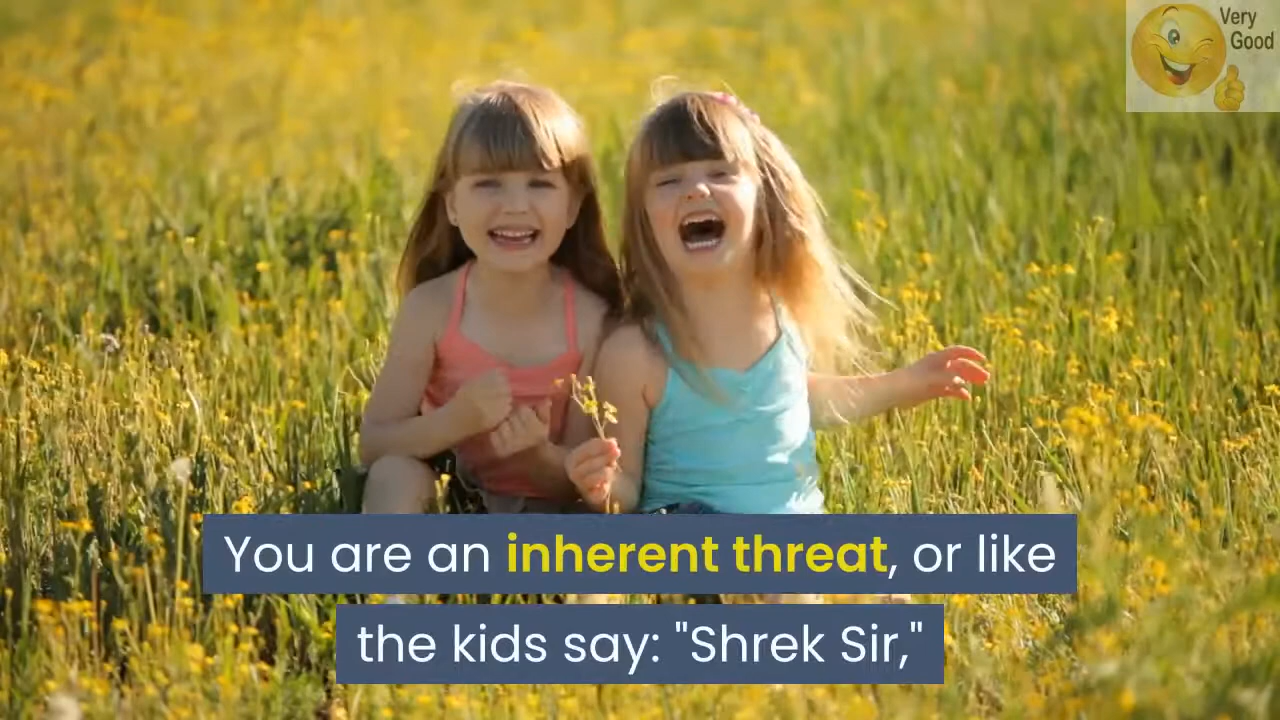 Very
Good
You are an inherent threat, or like
the kids say: "Shrek Sir,"